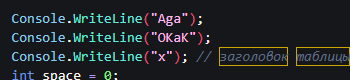 Console.WriteLine("Aga");
Console.WriteLine("OKaK");
Console.WriteLine("x"); // заголовок таблицы
int space = 0;